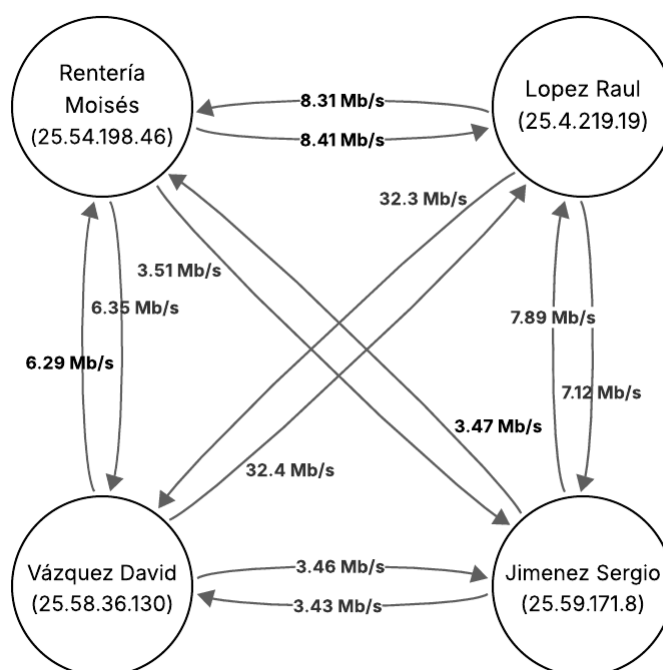 Rentería
Moisés
(25.54.198.46)
Lopez Raul
(25.4.219.19)
8.31 Mb/s
8.41 Mb/s
32.3 Mb/s
3.51 Mb/s
6.35 Mb/s
7.89 Mb/s
6.29 Mb/s
7.12 Mb/s
3.47 Mb/s
32.4 Mb/s
Vázquez David
(25.58.36.130)
3.46 Mb/s
3.43 Mb/s
Jimenez Sergio
(25.59.171.8)